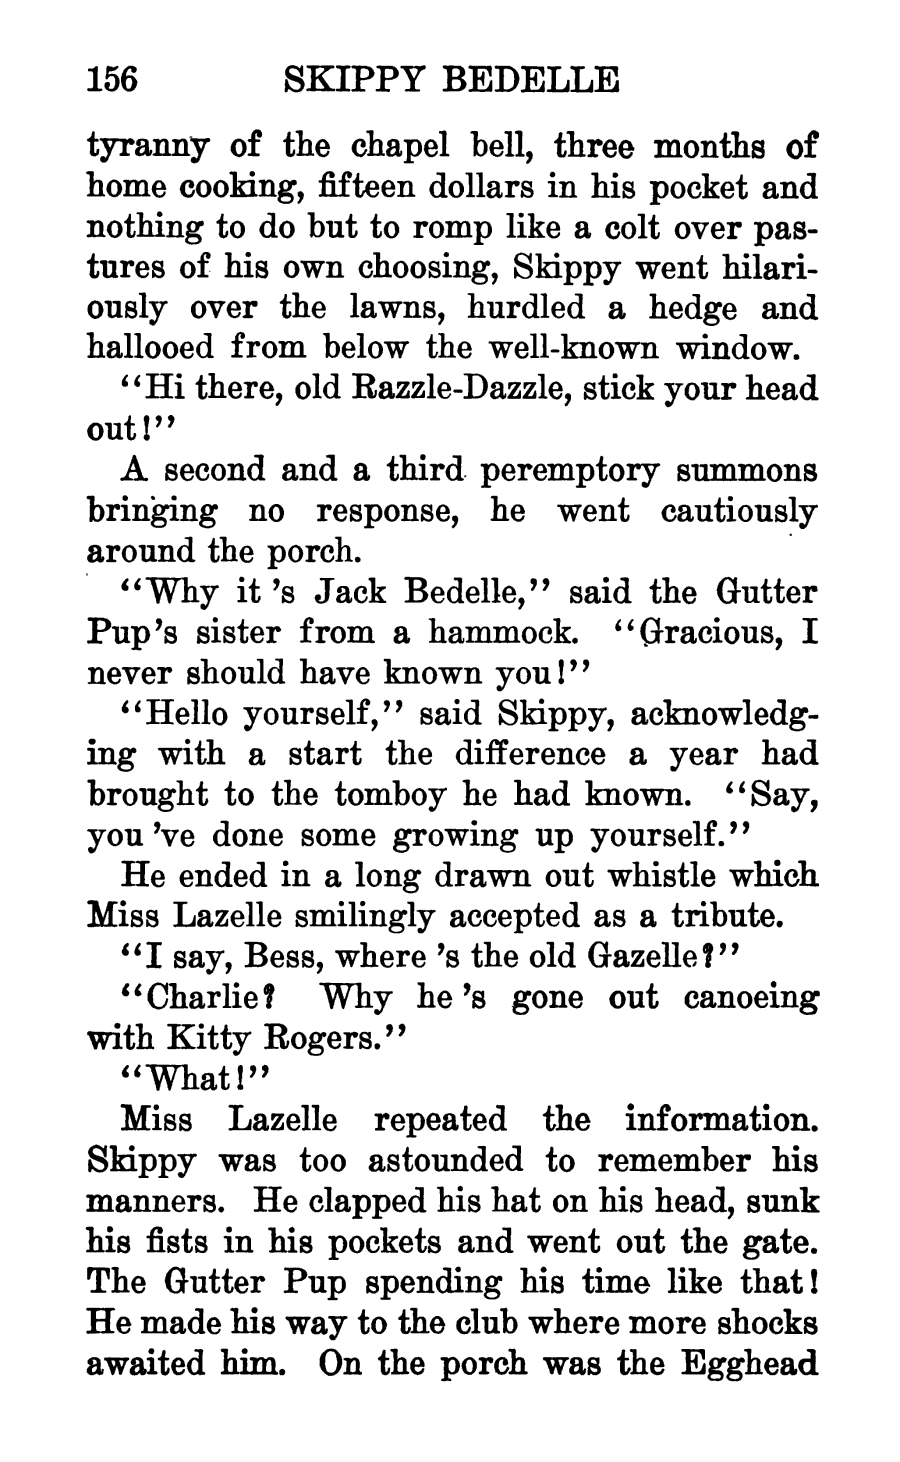 156 SKIPPY BEDELLE
tyranny of the chapel bell, three months of
home cooking, fifteen dollars in his pocket and
nothing to do but to romp like a colt over pas-
tures of his own choosing, Skippy went hilari-
ously over the lawns, hurdled a hedge and
hallooed from below the well-known window.
“Hi there, old Razzle-Dazzle, stick your head
out!”
A second and a third peremptory summons
bringing no response, he went cautiously
around the porch.
“Why it ’s Jack Bedelle,” said the Gutter
Pup’s sister from a hammock. “Gracious, I
never should have known you!”
“Hello yourself,” said Skippy, acknowledg-
ing with a start the difference a year had
brought to the tomboy he had known. “Say,
you ’ve done some growing up yourself.”
He ended in a long drawn out whistle which
Miss Lazelle smilingly accepted as a tribute.
“I say, Bess, where ’s the old Gazelle?”
“Charlie? Why he ’s gone out canoeing
with Kitty Rogers.”
“What!”
Miss Lazelle repeated the information.
Skippy was too astounded to remember his
manners. He clapped his hat on his head, sunk
his fists in his pockets and went out the gate.
The Gutter Pup spending his time like that!
He made his way to the club where more shocks
awaited him. On the porch was the Egghead